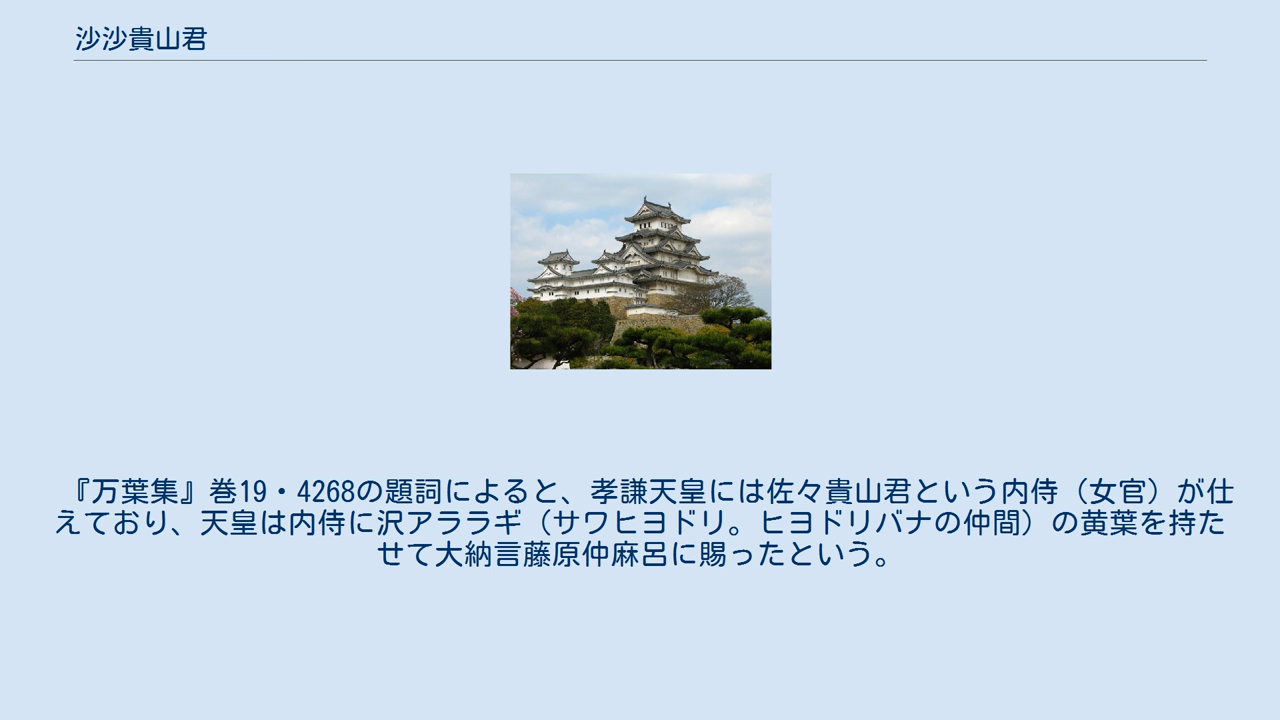 沙沙貴山君
『万葉集』巻19・4268の題詞によると、孝謙天皇には佐々貴山君という内侍（女官）が仕
えており、天皇は内侍に沢アララギ（サワヒヨドリ。ヒヨドリバナの仲間）の黄葉を持た
せて大納言藤原仲麻呂に賜ったという。